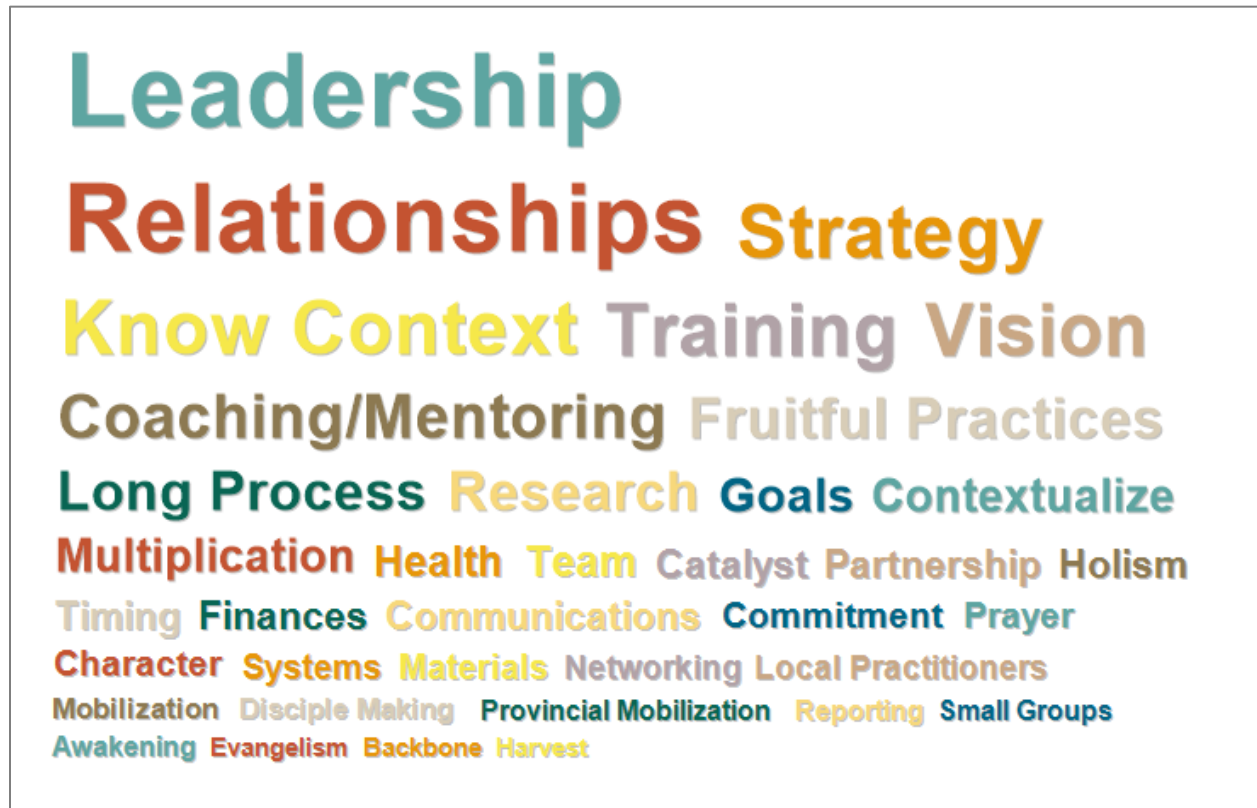 Leadership
Relationships Strategy
Know Context Training Vision
Coaching/Mentoring Fruitful Practices
Long Process Research Goals Contextualize
Multiplication Health Team Catalyst Partnership Holism
Timing Finances Communications Commitment Prayer
Character Systems Materials Networking Local Practitioners
Mobilization Disciple Making Provincial Mobilization Reporting Small Groups
Awakening Evangelism Backbone Harvest